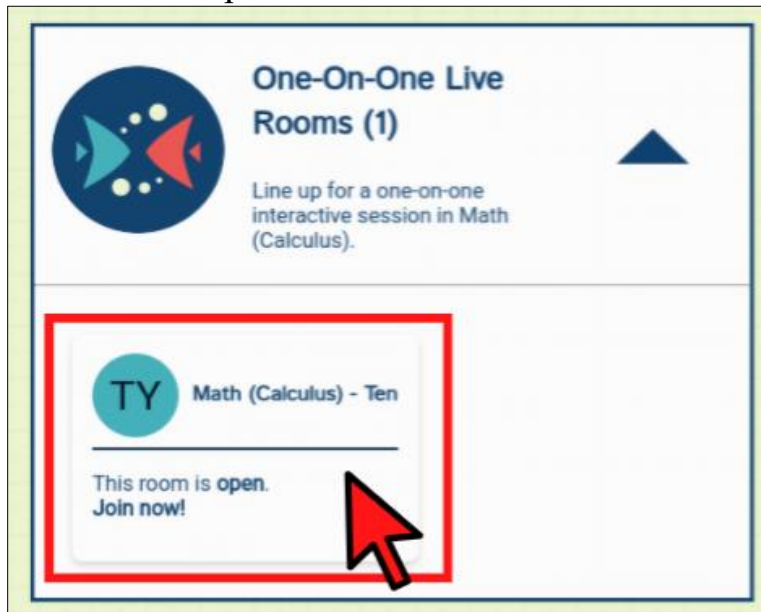 One-On-One Live
Rooms (1)
Line up for a one-on-one
interactive session in Math
(Calculus).
TY
Math (Calculus) - Ten
This room is open.
Join now!